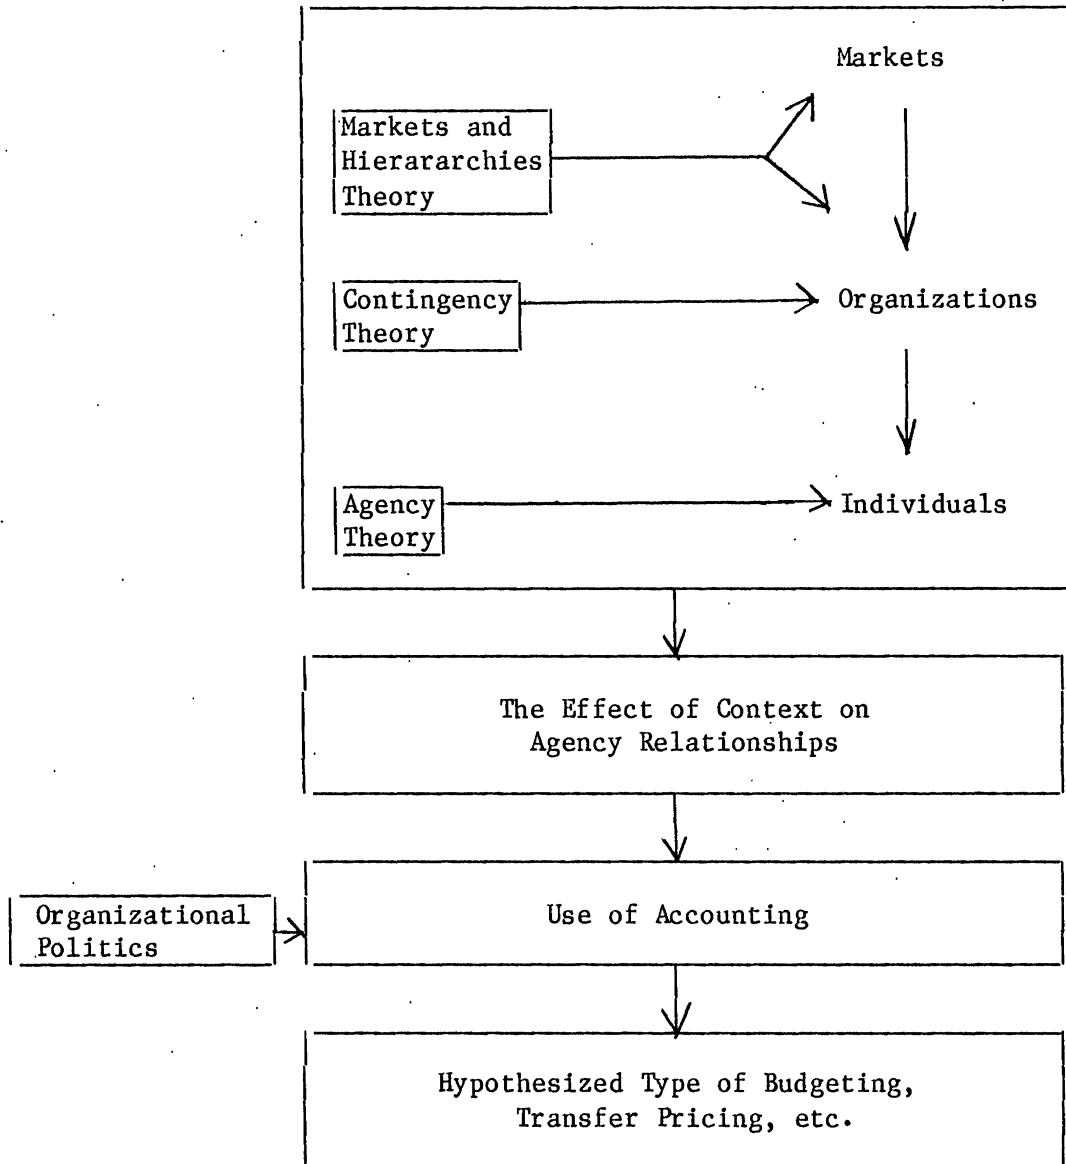 Markets
Markets and
Hierararchies
Theory
Contingency
Theory
Organizations
Agency
Theory
Individuals
The Effect of Context on
Agency Relationships
Organizational
Politics
Use of Accounting
Hypothesized Type of Budgeting,
Transfer Pricing, etc.